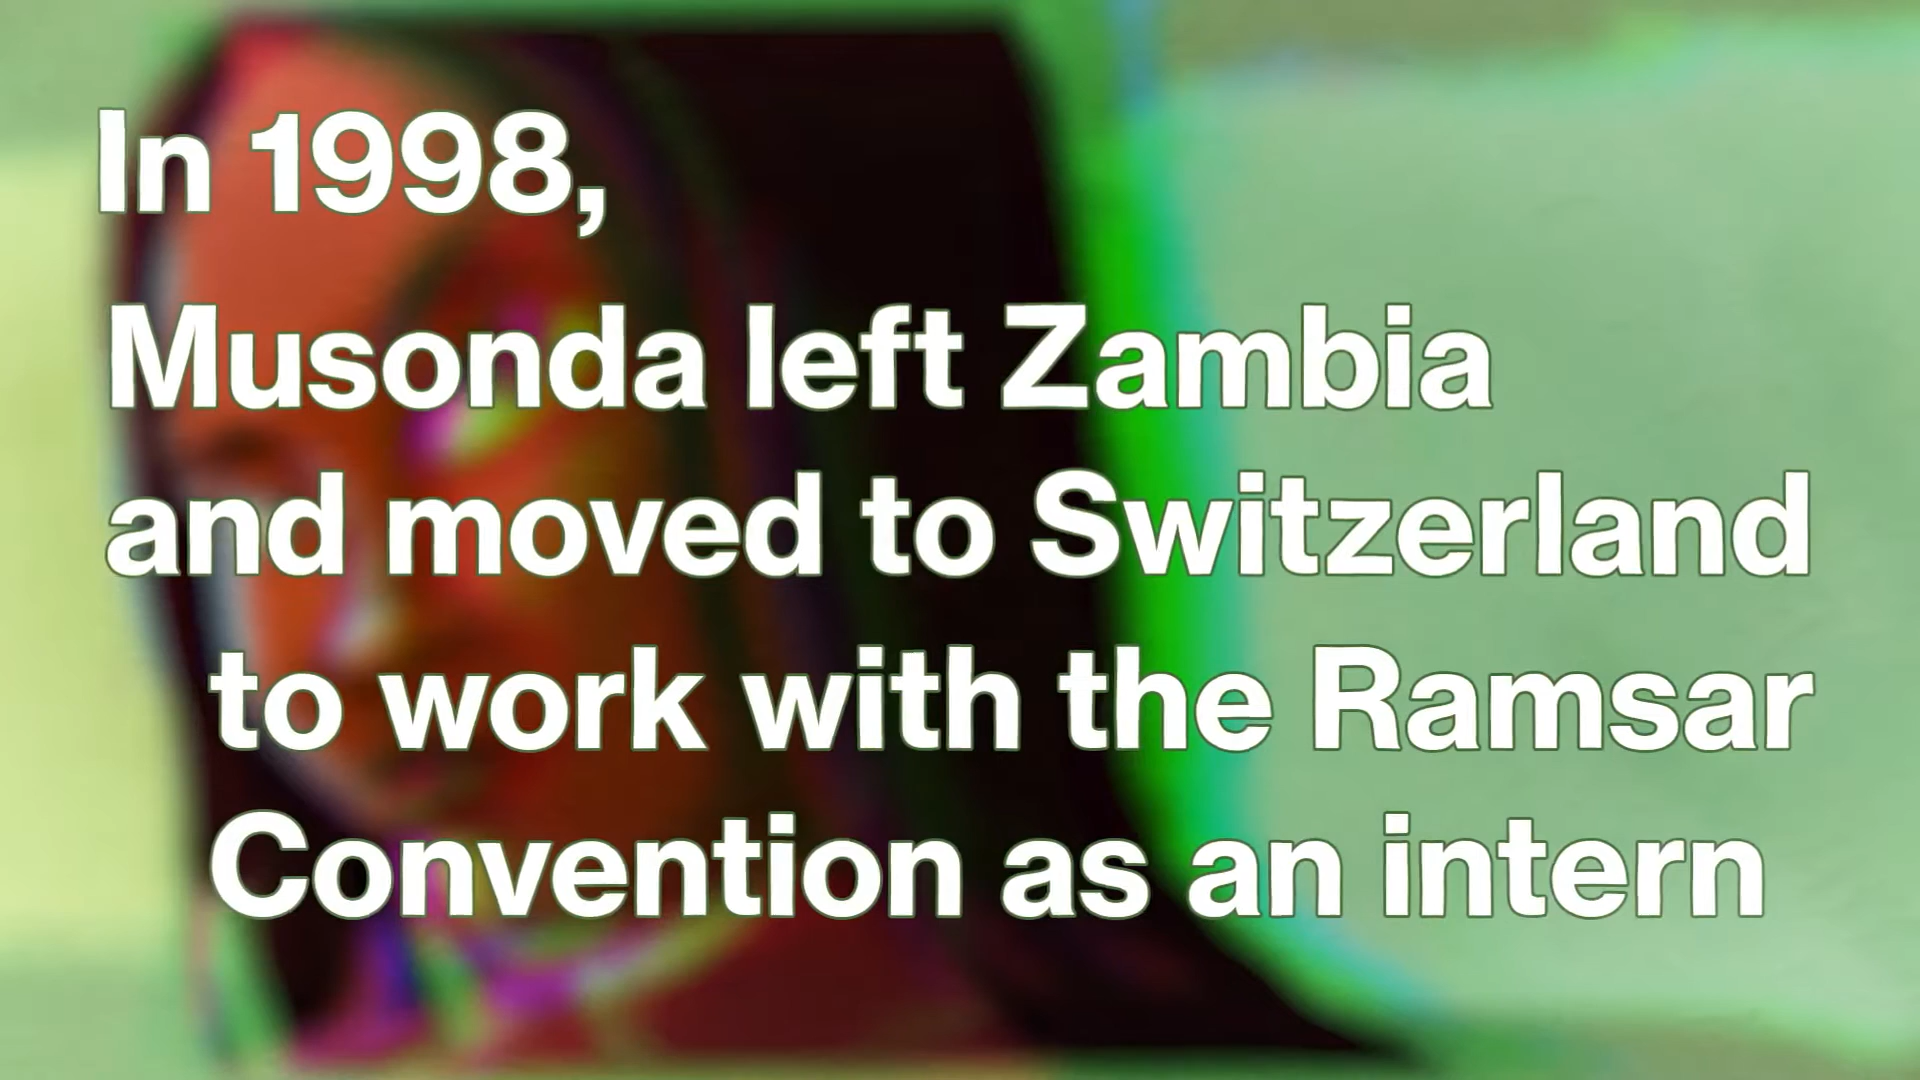 In 1998,
Musonda left Zambia
and moved to Switzerland
to work with the Ramsar
Convention as an intern